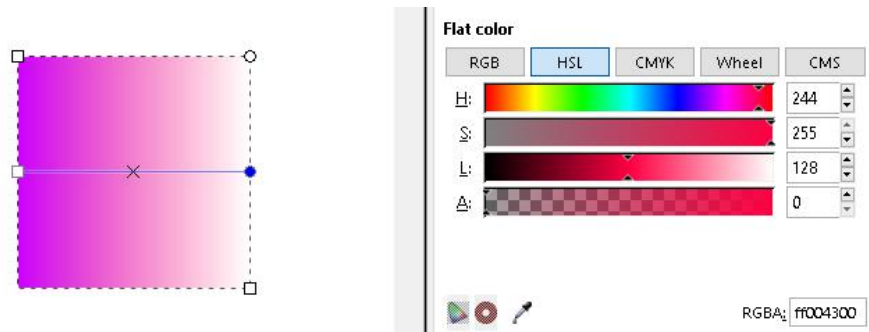 Flat color
RGB HSL CMYK Wheel CMS
H: 244
S: 255
L: 128
A: 0
RGBA: ff004300